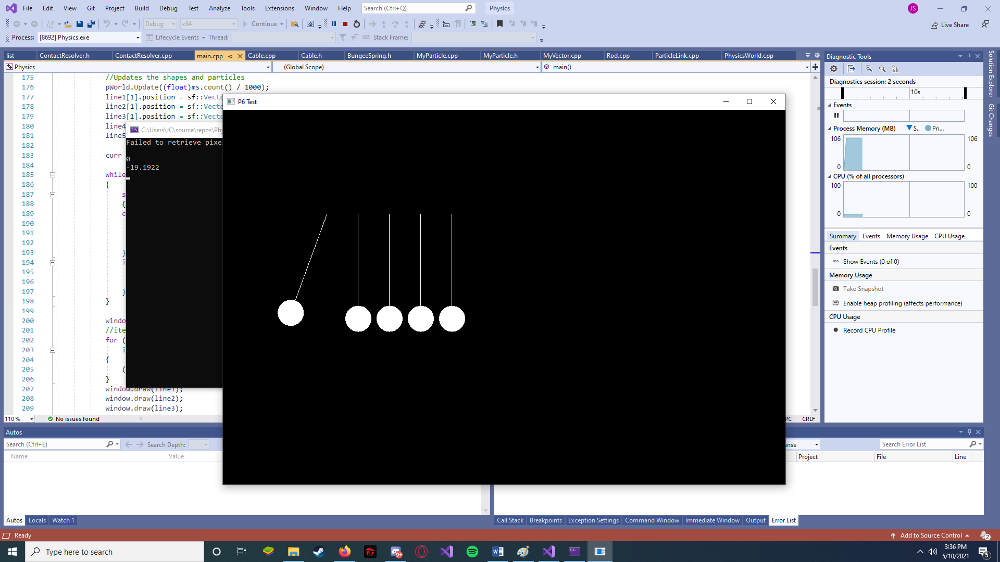 File Edit View Git Project Build Debug Test Analyze Tools Extensions Window Help Search (Ctrl+Q) Physics JS
Debug x64 Continue Live Share
Process: [8692] Physics.exe Lifecycle Events Thread: Stack Frame:
list ContactResolver.h ContactResolver.cpp main.cpp Cable.cpp Cable.h BungeeSpring.h MyParticle.cpp MyParticle.h MyVector.cpp Rod.cpp ParticleLink.cpp PhysicsWorld.cpp
Physics (Global Scope) main()
175 //Updates the shapes and particles
176 pWorld.Update((float)ms.count() / 1000);
177 line1[1].position = sf::Vecto
178 line2[1].position = sf::Vecto
179 line3[1].position = sf::Vecto
180 line4
181 line5
182
183 curr_
184
185 while
186 {
187 s
188 {
189 c
190
191
192
193 }
194 i
195
196
197 }
198 }
199
200 windo
201 //ite
202 for (
203 i
204 {
205 (
206 }
207 window.draw(line1);
208 window.draw(line2);
209 window.draw(line3);
C:\Users\JC\source\repos\Phy
Failed to retrieve pixe
0
-19.1922
P6 Test
110 % No issues found
PC CRLF
Diagnostic Tools
Diagnostics session: 2 seconds
10s
Events
Process Memory (MB) S.. Pri...
106 106
0 0
CPU (% of all processors)
100 100
0 0
Summary Events Memory Usage CPU Usage
Events
Show Events (0 of 0)
Memory Usage
Take Snapshot
Enable heap profiling (affects performance)
CPU Usage
Record CPU Profile
Solution Explorer
Git Changes
Autos
Search (Ctrl+E) Search Depth:
Name Value
Autos Locals Watch 1
ense Search Error List
Project File Line
Call Stack Breakpoints Exception Settings Command Window Immediate Window Output Error List
Ready Add to Source Control 2
Type here to search
9+
3:36 PM
5/10/2021
5